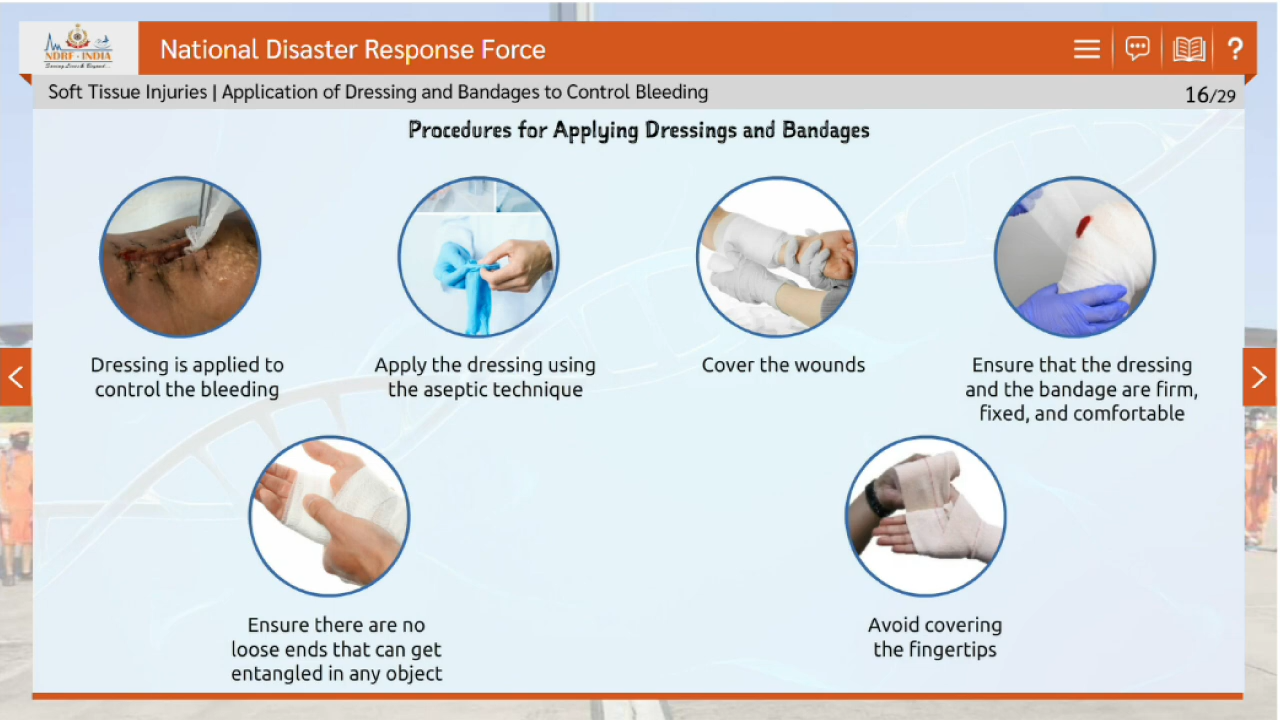 NDRF - INDIA
Saving Lives & Beyond...
National Disaster Response Force
?
Soft Tissue Injuries | Application of Dressing and Bandages to Control Bleeding
16/29
Procedures for Applying Dressings and Bandages
Dressing is applied to
control the bleeding
Apply the dressing using
the aseptic technique
Cover the wounds
Ensure that the dressing
and the bandage are firm,
fixed, and comfortable
Ensure there are no
loose ends that can get
entangled in any object
Avoid covering
the fingertips